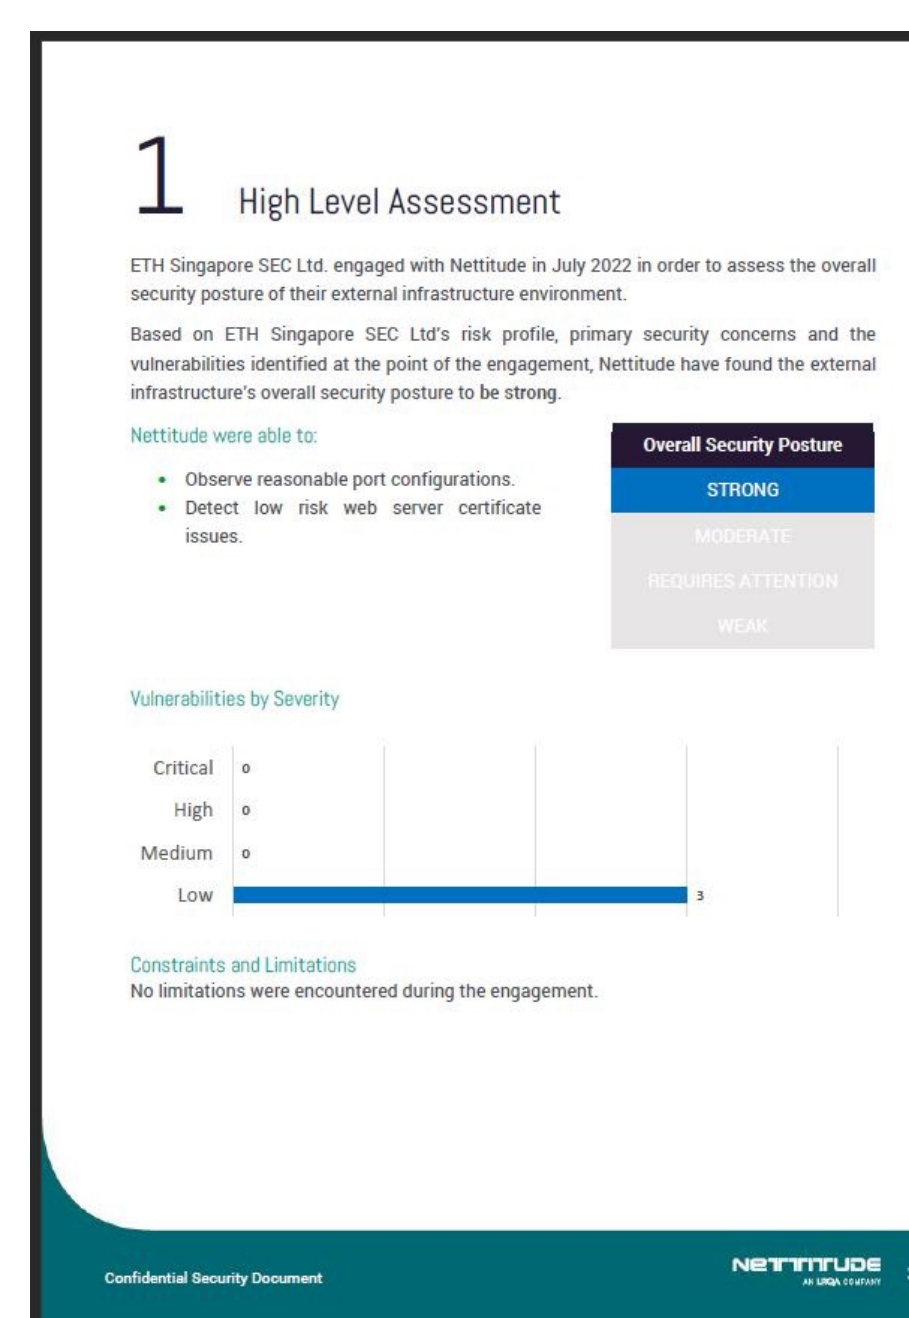 1
High Level Assessment
ETH Singapore SEC Ltd. engaged with Nettitude in July 2022 in order to assess the overall
security posture of their external infrastructure environment.
Based on ETH Singapore SEC Ltd's risk profile, primary security concerns and the
vulnerabilities identified at the point of the engagement, Nettitude have found the external
infrastructure's overall security posture to be strong.
Nettitude were able to:
• Observe reasonable port configurations.
• Detect low risk web server certificate
issues.
Overall Security Posture
STRONG
MODERATE
REQUIRES ATTENTION
WEAK
Vulnerabilities by Severity
Critical 0
High 0
Medium 0
Low 3
Constraints and Limitations
No limitations were encountered during the engagement.
Confidential Security Document
NETTITUDE
AN LRQA COMPANY